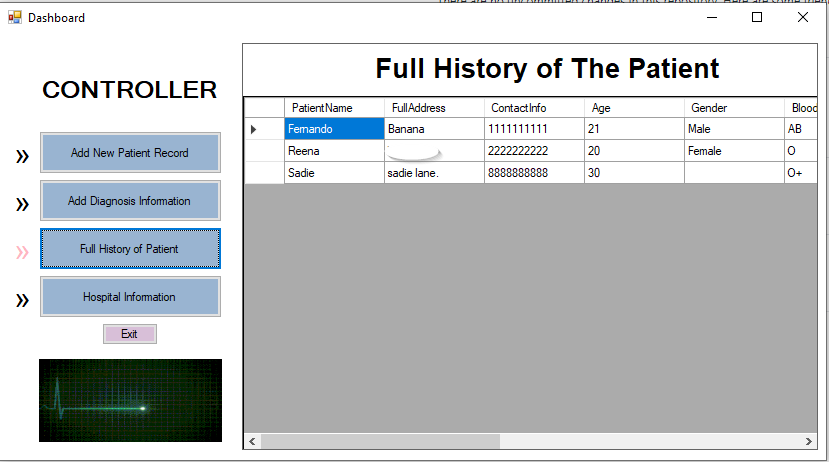 Dashboard
CONTROLLER
Add New Patient Record
Add Diagnosis Information
Full History of Patient
Hospital Information
Exit
Full History of The Patient
PatientName FullAddress ContactInfo Age Gender Blood
Fernando Banana 1111111111 21 Male AB
Reena 2222222222 20 Female O
Sadie sadie lane. 8888888888 30 O+